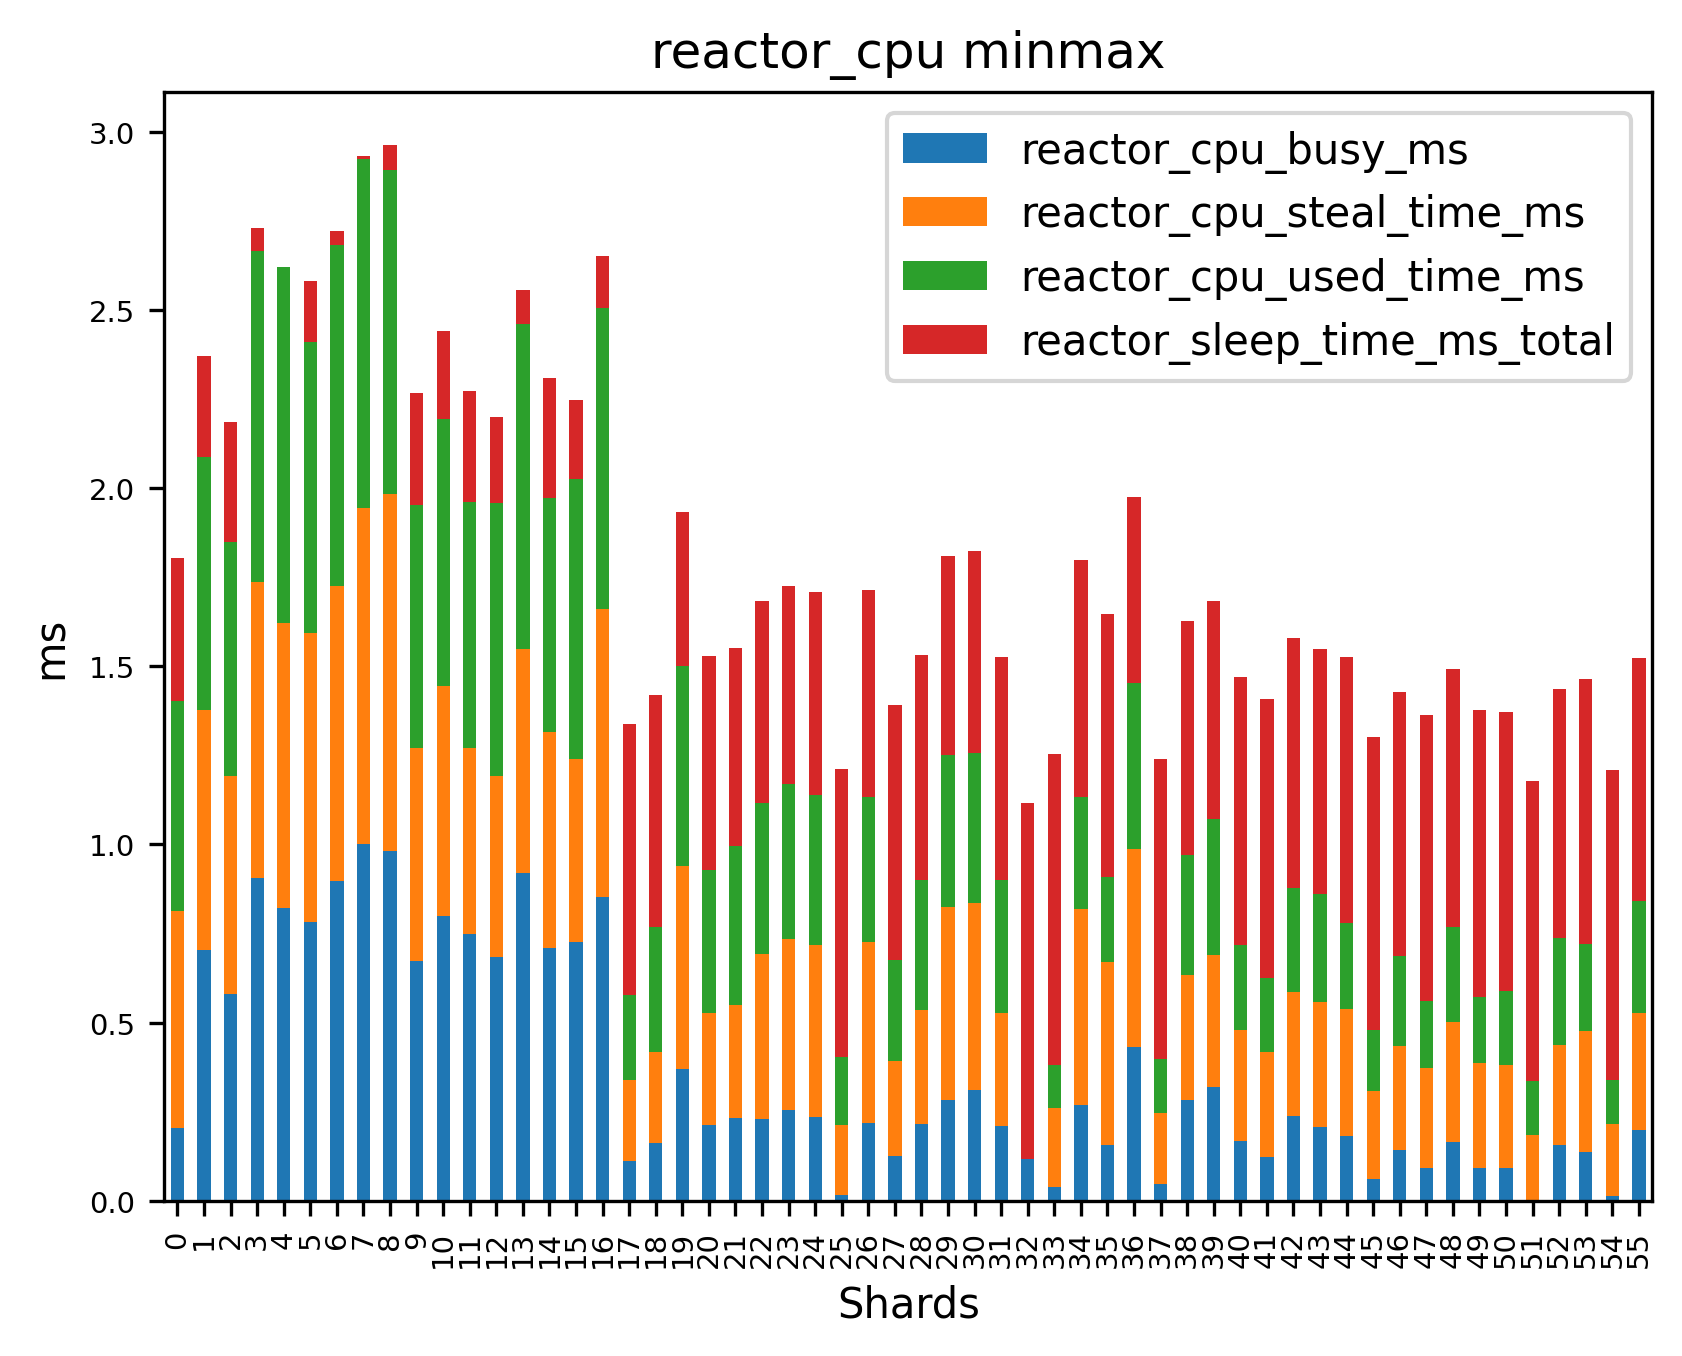 reactor_cpu minmax
3.0
2.5
2.0
1.5
1.0
0.5
0.0
ms
reactor_cpu_busy_ms
reactor_cpu_steal_time_ms
reactor_cpu_used_time_ms
reactor_sleep_time_ms_total
0 1 2 3 4 5 6 7 8 9 10 11 12 13 14 15 16 17 18 19 20 21 22 23 24 25 26 27 28 29 30 31 32 33 34 35 36 37 38 39 40 41 42 43 44 45 46 47 48 49 50 51 52 53 54 55
Shards